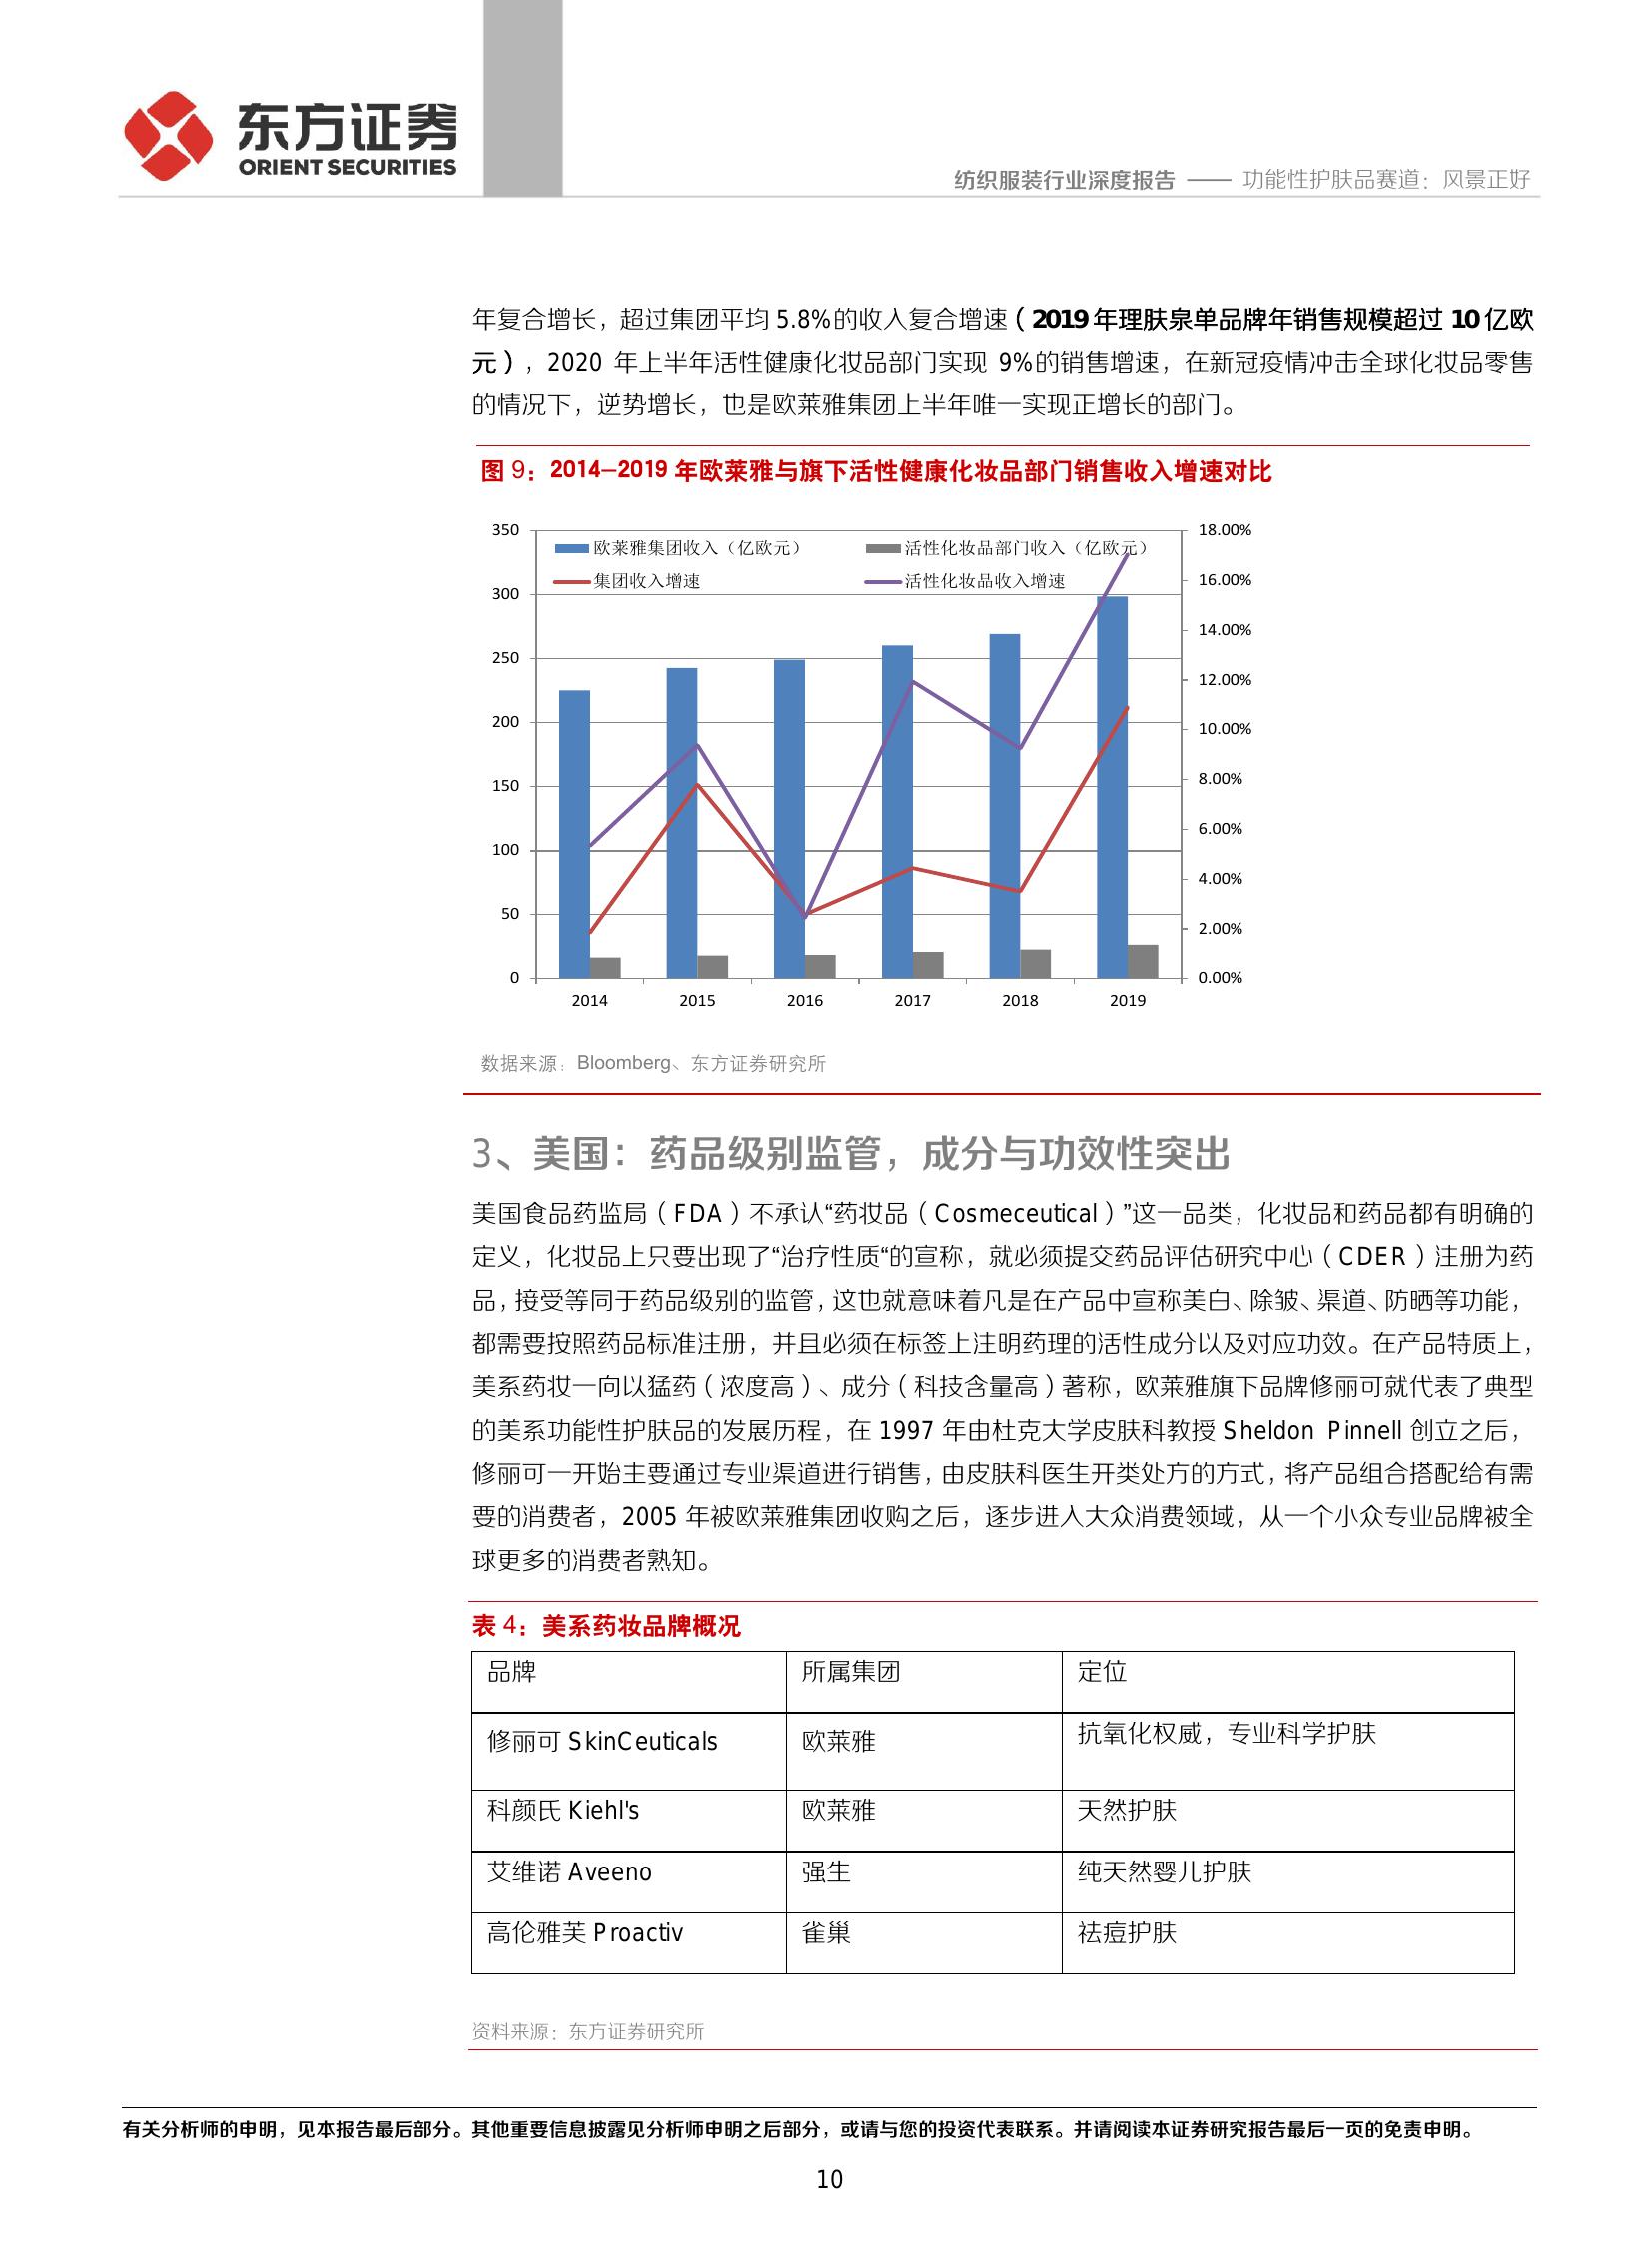 东方证券
ORIENT SECURITIES
纺织服装行业深度报告 —— 功能性护肤品赛道：风景正好
年复合增长，超过集团平均 5.8%的收入复合增速（2019 年理肤泉单品牌年销售规模超过 10 亿欧
元），2020 年上半年活性健康化妆品部门实现 9%的销售增速，在新冠疫情冲击全球化妆品零售
的情况下，逆势增长，也是欧莱雅集团上半年唯一实现正增长的部门。
图 9：2014-2019 年欧莱雅与旗下活性健康化妆品部门销售收入增速对比
350
300
250
200
150
100
50
0
欧莱雅集团收入（亿欧元）
活性化妆品部门收入（亿欧元）
集团收入增速
活性化妆品收入增速
18.00%
16.00%
14.00%
12.00%
10.00%
8.00%
6.00%
4.00%
2.00%
0.00%
2014 2015 2016 2017 2018 2019
数据来源：Bloomberg、东方证券研究所
3、美国：药品级别监管，成分与功效性突出
美国食品药监局（FDA）不承认“药妆品（Cosmeceutical）”这一品类，化妆品和药品都有明确的
定义，化妆品上只要出现了“治疗性质“的宣称，就必须提交药品评估研究中心（CDER）注册为药
品，接受等同于药品级别的监管，这也就意味着凡是在产品中宣称美白、除皱、渠道、防晒等功能，
都需要按照药品标准注册，并且必须在标签上注明药理的活性成分以及对应功效。在产品特质上，
美系药妆一向以猛药（浓度高）、成分（科技含量高）著称，欧莱雅旗下品牌修丽可就代表了典型
的美系功能性护肤品的发展历程，在 1997 年由杜克大学皮肤科教授 Sheldon Pinnell 创立之后，
修丽可一开始主要通过专业渠道进行销售，由皮肤科医生开类处方的方式，将产品组合搭配给有需
要的消费者，2005 年被欧莱雅集团收购之后，逐步进入大众消费领域，从一个小众专业品牌被全
球更多的消费者熟知。
表 4：美系药妆品牌概况
品牌 所属集团 定位
修丽可 SkinCeuticals 欧莱雅 抗氧化权威，专业科学护肤
科颜氏 Kiehl's 欧莱雅 天然护肤
艾维诺 Aveeno 强生 纯天然婴儿护肤
高伦雅芙 Proactiv 雀巢 祛痘护肤
资料来源：东方证券研究所
有关分析师的申明，见本报告最后部分。其他重要信息披露见分析师申明之后部分，或请与您的投资代表联系。并请阅读本证券研究报告最后一页的免责申明。
10